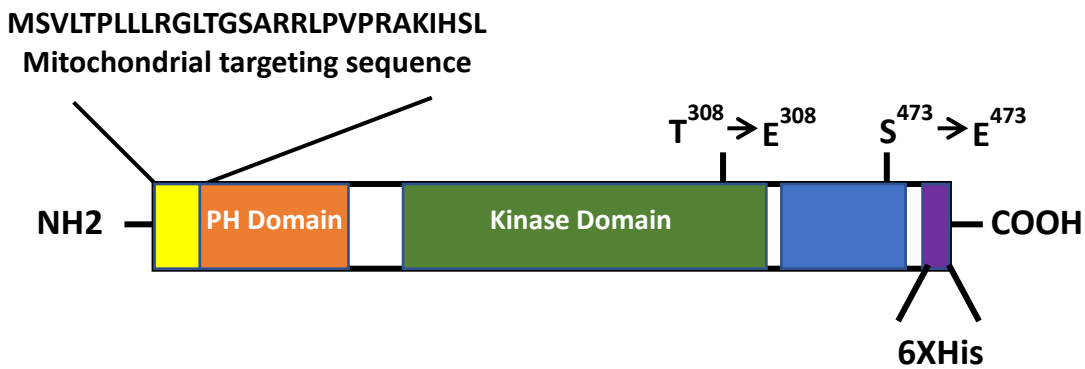 MSVLTPLLLRGLTGSARRLPVPRAKIHSL
Mitochondrial targeting sequence
T308 → E308
S473 → E473
NH2
PH Domain
Kinase Domain
COOH
6XHis